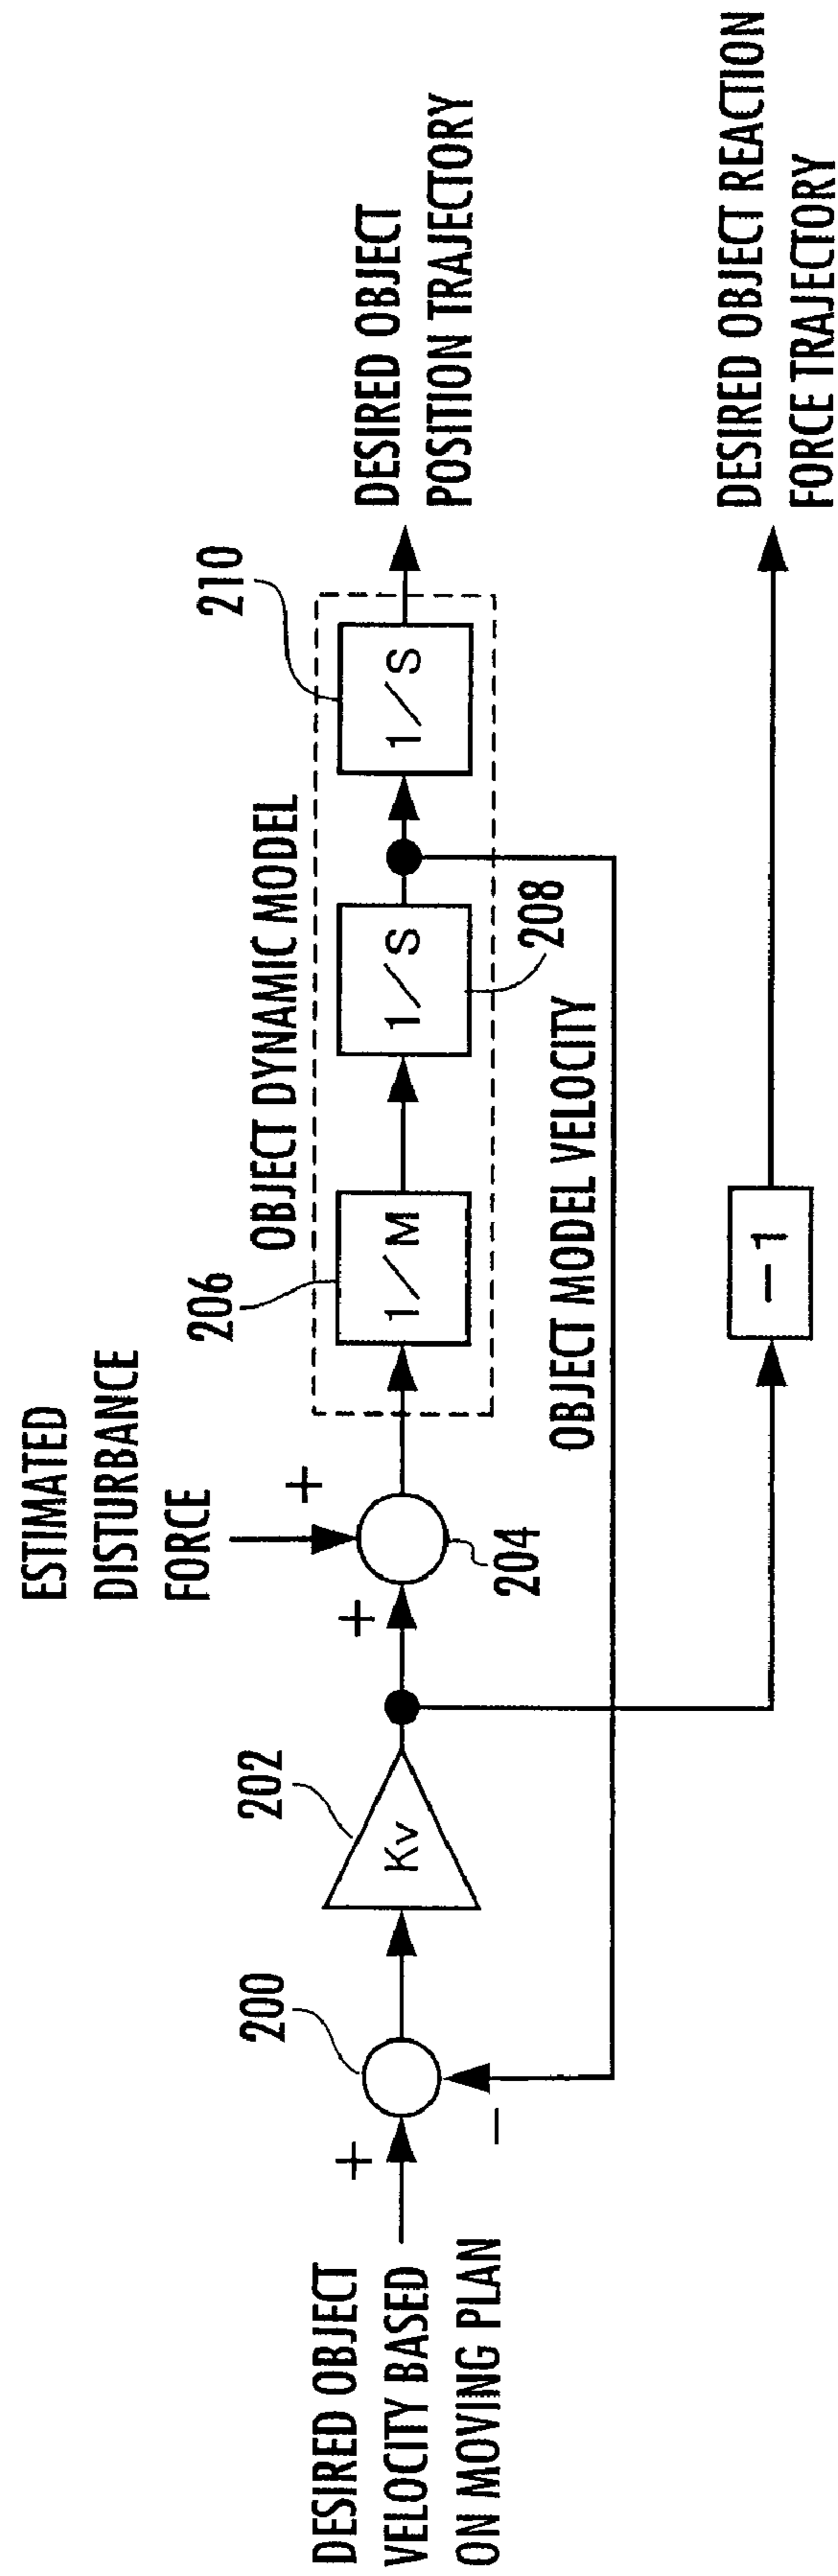 ESTIMATED
DISTURBANCE
FORCE
DESIRED OBJECT
VELOCITY BASED
ON MOVING PLAN
+
−
200
202
Kv
+
+
204
206
OBJECT DYNAMIC MODEL
1/M
1/S
208
1/S
210
OBJECT MODEL VELOCITY
DESIRED OBJECT
POSITION TRAJECTORY
−1
DESIRED OBJECT REACTION
FORCE TRAJECTORY